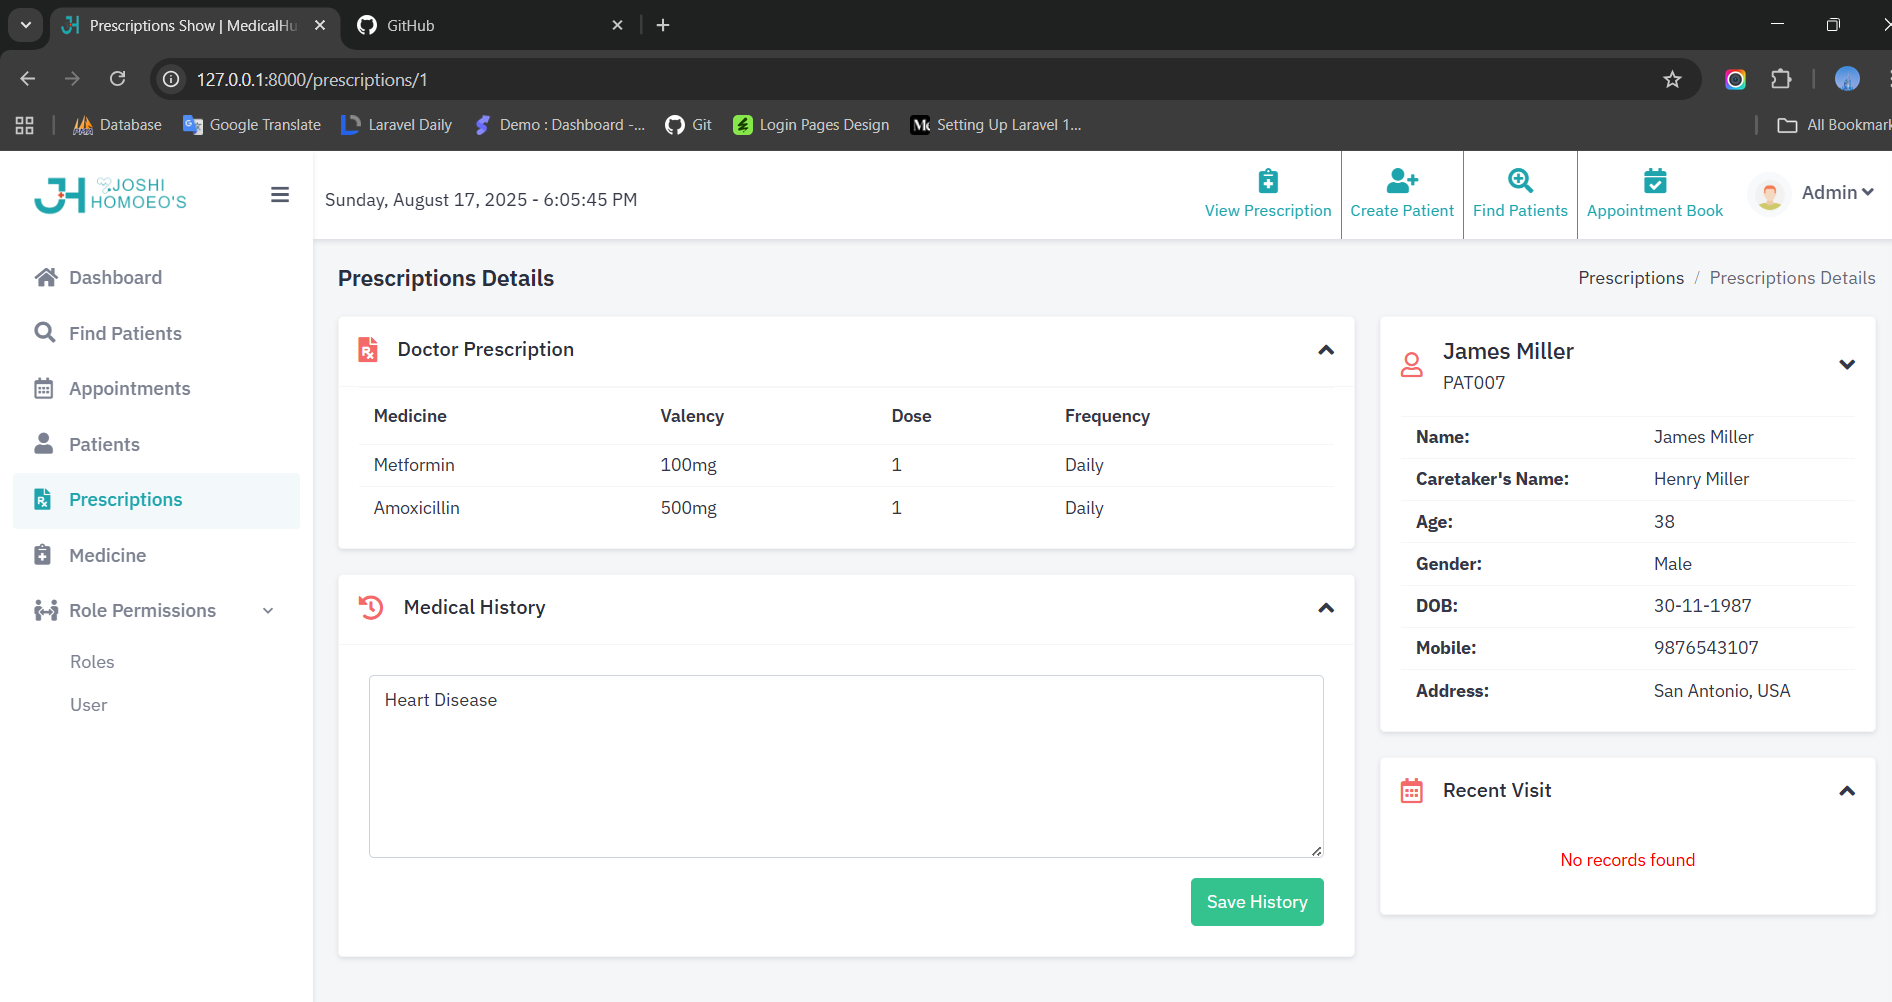 Prescriptions Show | MedicalHu
GitHub
127.0.0.1:8000/prescriptions/1
Database
Google Translate
Laravel Daily
Demo : Dashboard -...
Git
Login Pages Design
Setting Up Laravel 1...
All Bookmark
JOSHI
HOMOEO'S
Sunday, August 17, 2025 - 6:05:45 PM
View Prescription
Create Patient
Find Patients
Appointment Book
Admin
Dashboard
Find Patients
Appointments
Patients
Prescriptions
Medicine
Role Permissions
Roles
User
Prescriptions Details
Prescriptions / Prescriptions Details
Doctor Prescription
Medicine Valency Dose Frequency
Metformin 100mg 1 Daily
Amoxicillin 500mg 1 Daily
Medical History
Heart Disease
Save History
James Miller
PAT007
Name: James Miller
Caretaker's Name: Henry Miller
Age: 38
Gender: Male
DOB: 30-11-1987
Mobile: 9876543107
Address: San Antonio, USA
Recent Visit
No records found